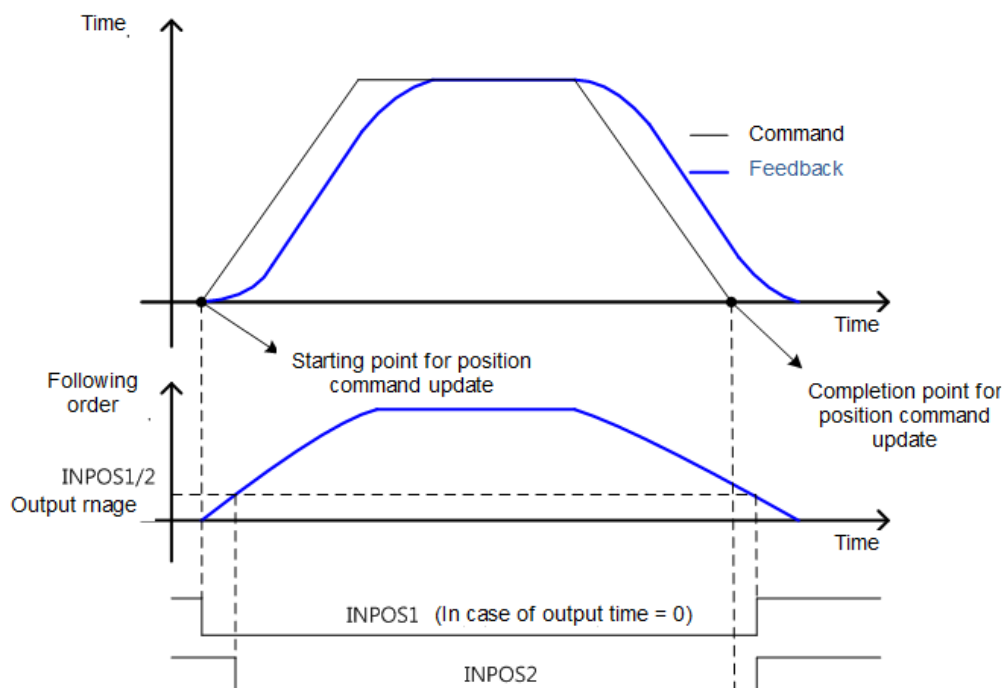 Time
Command
Feedback
Time
Starting point for position
command update
Completion point for
position command
update
Following
order
INPOS1/2
Output rnage
Time
INPOS1 (In case of output time = 0)
INPOS2